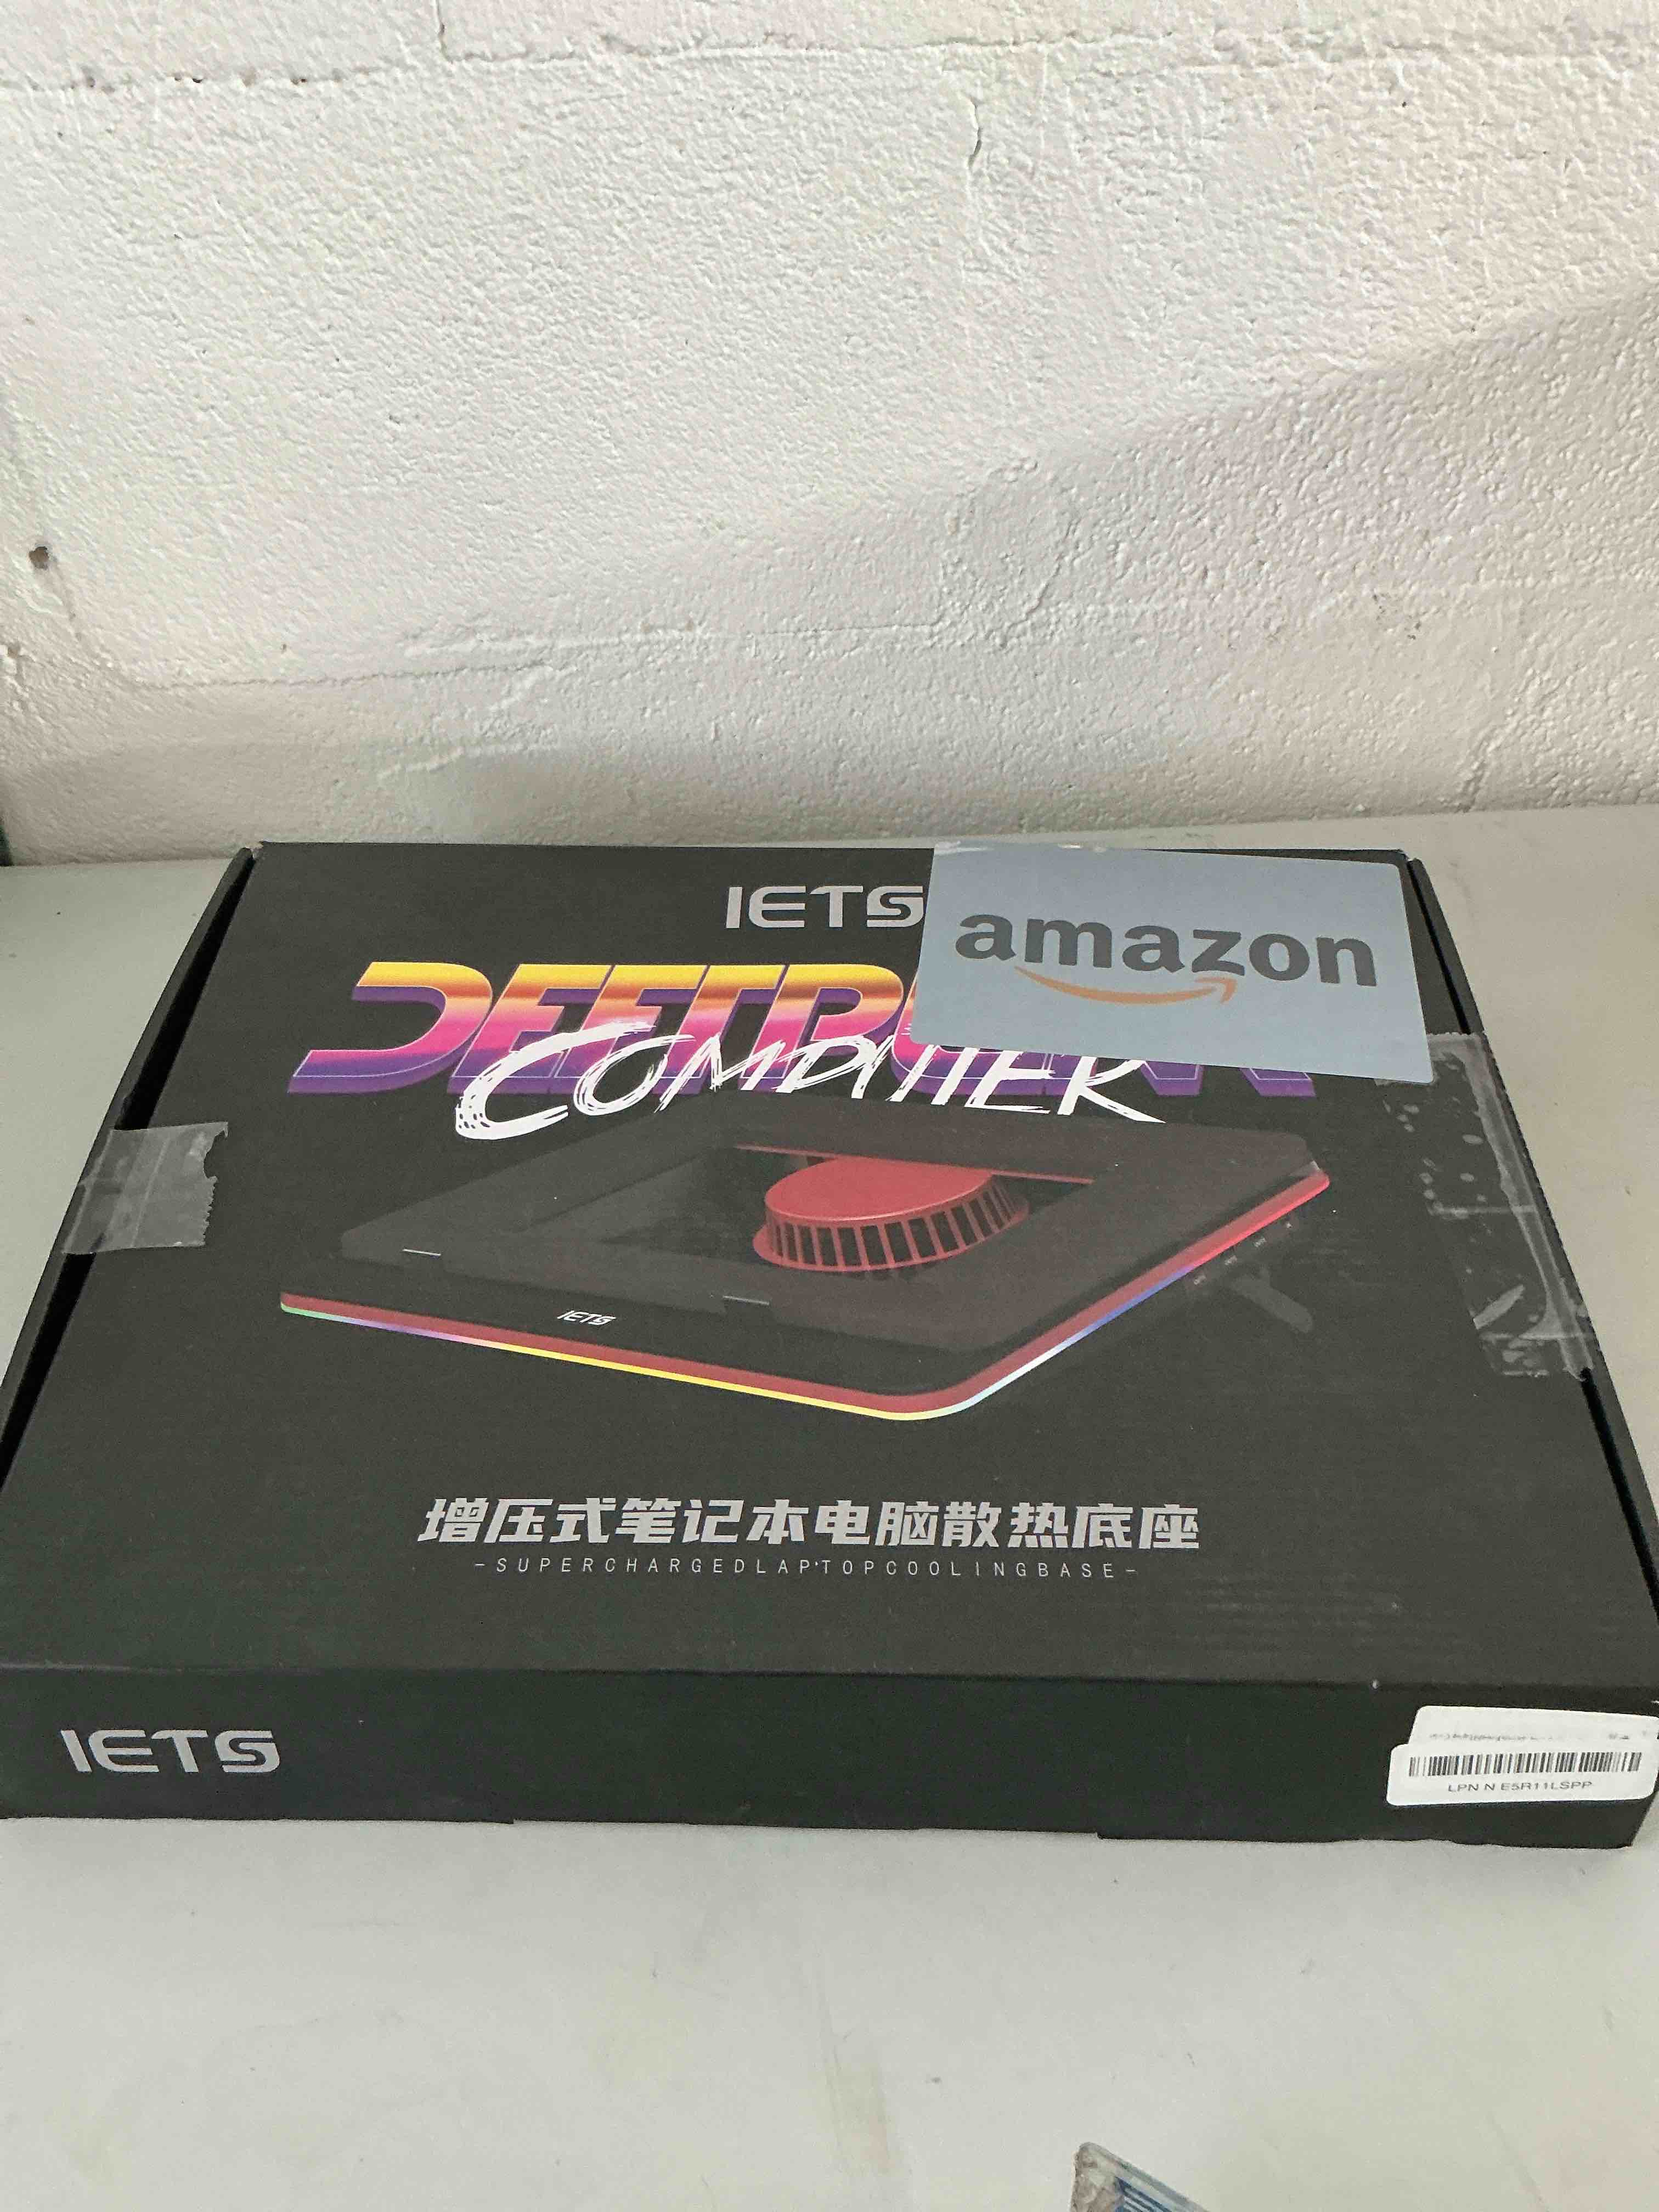 IETS
amazon
COMPUTER
IETS
增压式笔记本电脑散热底座
-SUPERCHARGEDLAPTOPCOOLINGBASE-
IETS
LPN N E5R11LSPP